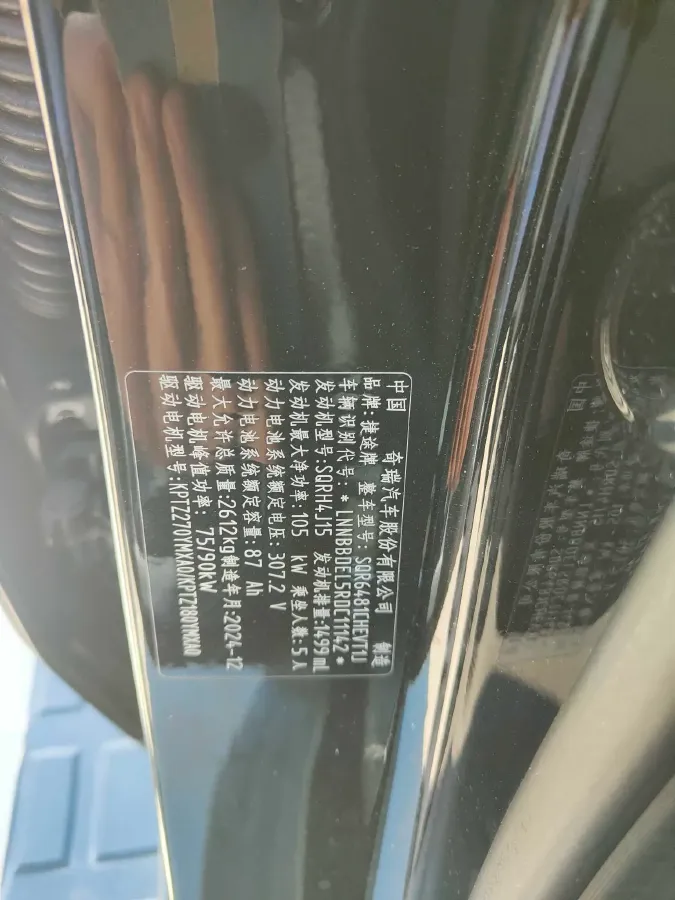 中国 奇瑞汽车股份有限公司 制造
品牌:捷途牌 整车型号:SQR6481CHEVT1J
车辆识别代号:*LNNBBDEL5RDC11142*
发动机型号:SQRH4J15 发动机排量:1499mL
发动机最大净功率:105 kW 乘坐人数:5人
动力电池系统额定电压:307.2 V
动力电池系统额定容量:87 Ah
最大允许总质量:2612kg 制造年月:2024-12
驱动电机峰值功率: 75/90kW
驱动电机型号:KPTZ270YMXAO/KPTZ180YMXAO